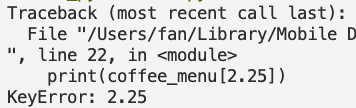 Traceback (most recent call last):
  File "/Users/fan/Library/Mobile D
", line 22, in <module>
    print(coffee_menu[2.25])
KeyError: 2.25